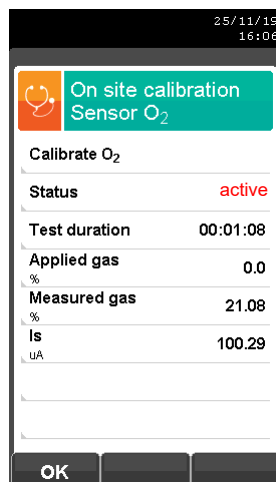 25/11/19
16:06
On site calibration
Sensor O₂
Calibrate O₂
Status active
Test duration 00:01:08
Applied gas
% 0.0
Measured gas
% 21.08
Is
uA 100.29
OK